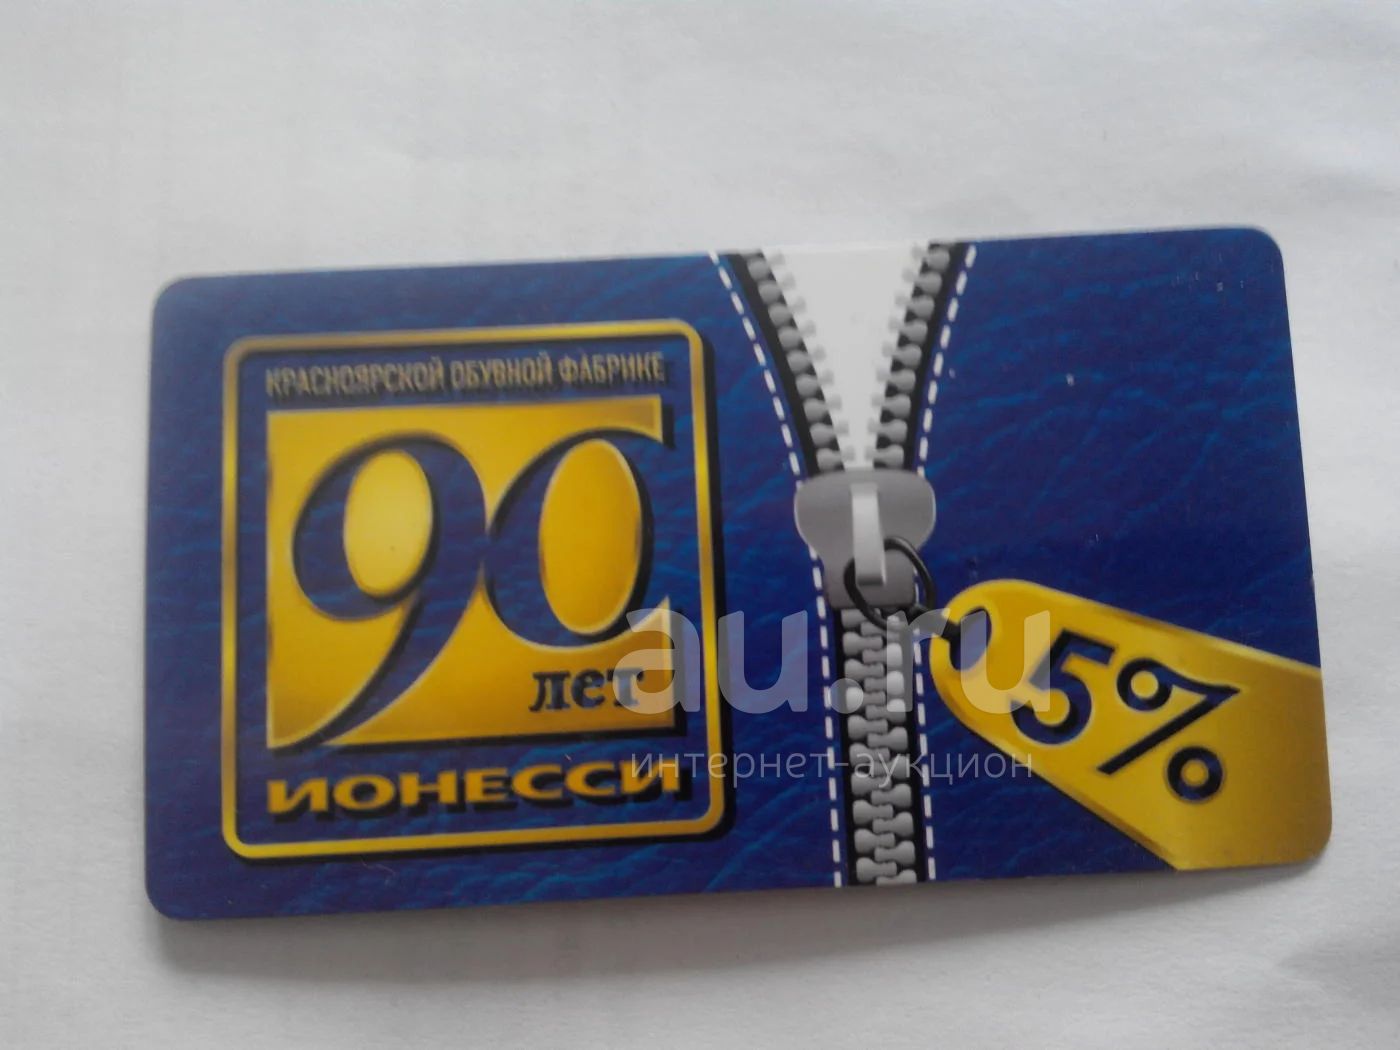 КРАСНОЯРСКОЙ ОБУВНОЙ ФАБРИКЕ
90
лет
ИОНЕССИ
5%
au.ru
интернет-аукцион